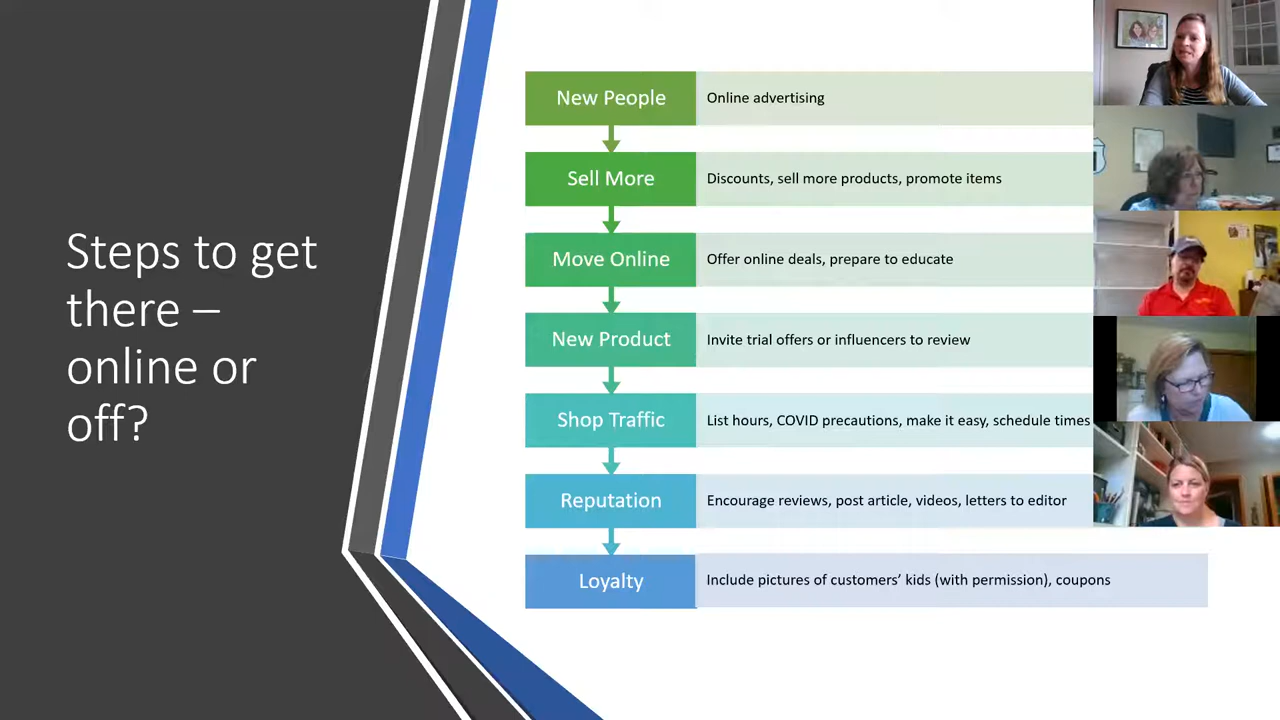 Steps to get
there –
online or
off?
New People
Online advertising
Sell More
Discounts, sell more products, promote items
Move Online
Offer online deals, prepare to educate
New Product
Invite trial offers or influencers to review
Shop Traffic
List hours, COVID precautions, make it easy, schedule times
Reputation
Encourage reviews, post article, videos, letters to editor
Loyalty
Include pictures of customers’ kids (with permission), coupons